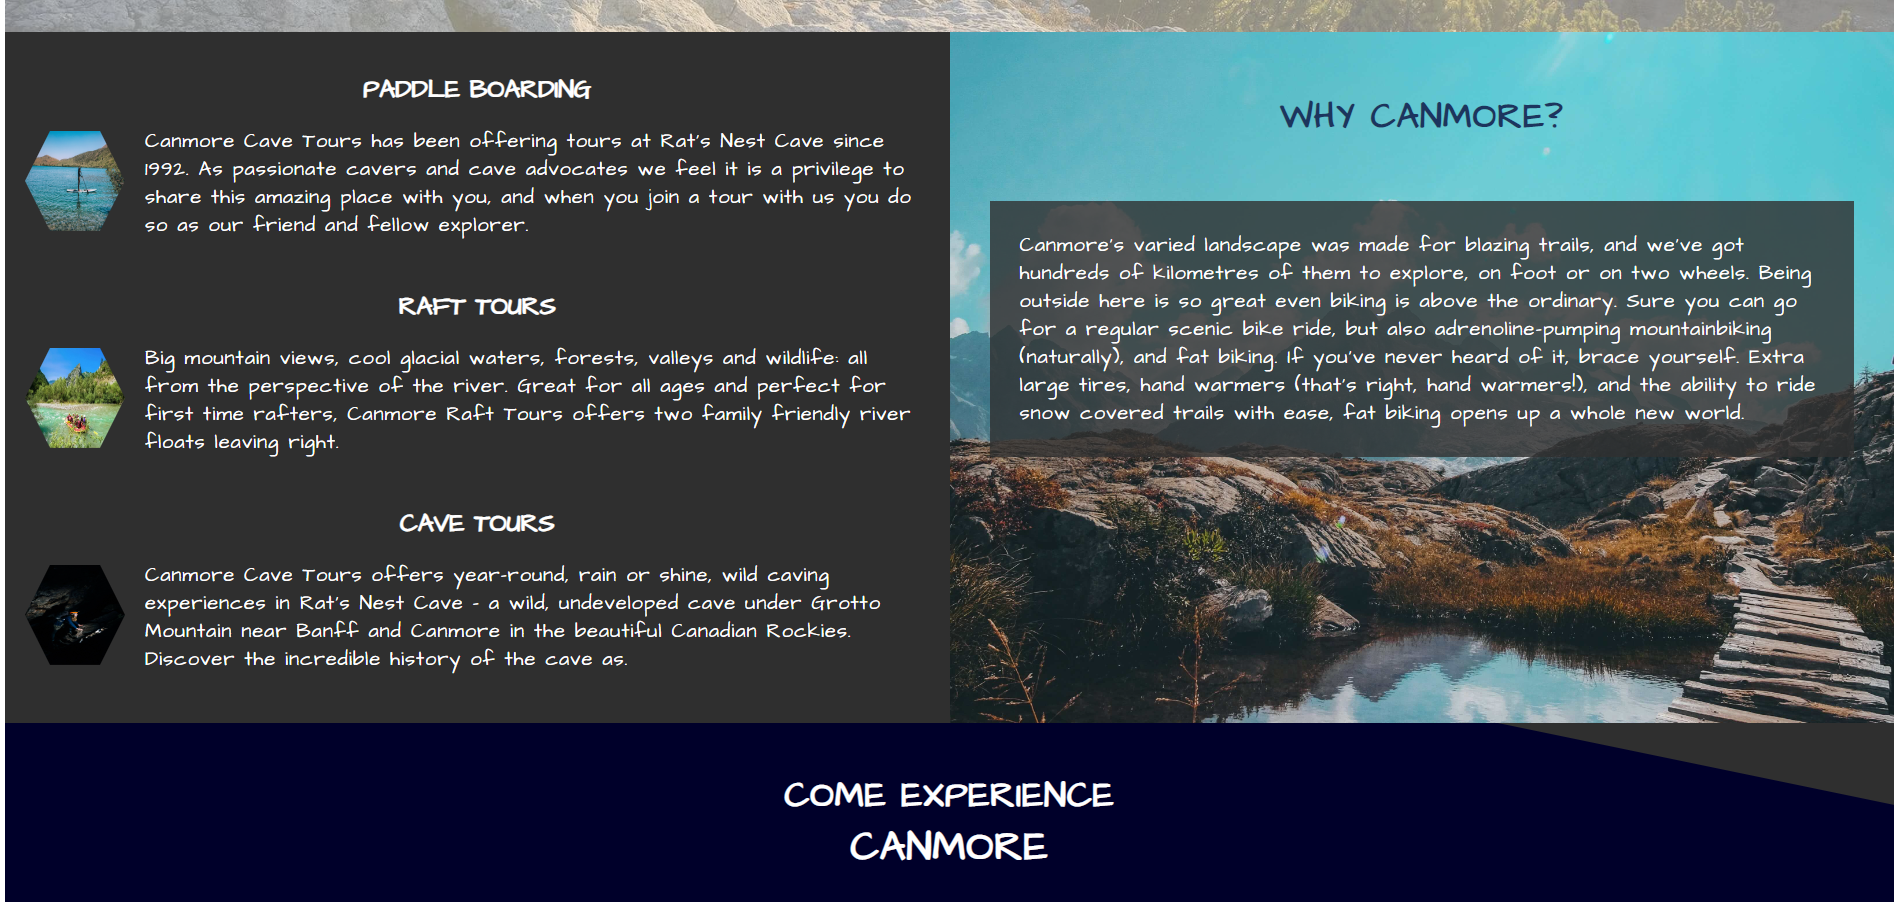 PADDLE BOARDING
Canmore Cave Tours has been offering tours at Rat's Nest Cave since
1992. As passionate cavers and cave advocates we feel it is a privilege to
share this amazing place with you, and when you join a tour with us you do
so as our friend and fellow explorer.
RAFT TOURS
Big mountain views, cool glacial waters, forests, valleys and wildlife: all
from the perspective of the river. Great for all ages and perfect for
first time rafters, Canmore Raft Tours offers two family friendly river
floats leaving right.
CAVE TOURS
Canmore Cave Tours offers year-round, rain or shine, wild caving
experiences in Rat's Nest Cave - a wild, undeveloped cave under Grotto
Mountain near Banff and Canmore in the beautiful Canadian Rockies.
Discover the incredible history of the cave as.
WHY CANMORE?
Canmore's varied landscape was made for blazing trails, and we've got
hundreds of kilometres of them to explore, on foot or on two wheels. Being
outside here is so great even biking is above the ordinary. Sure you can go
for a regular scenic bike ride, but also adrenoline-pumping mountainbiking
(naturally), and fat biking. If you've never heard of it, brace yourself. Extra
large tires, hand warmers (that's right, hand warmers!), and the ability to ride
snow covered trails with ease, fat biking opens up a whole new world.
COME EXPERIENCE
CANMORE